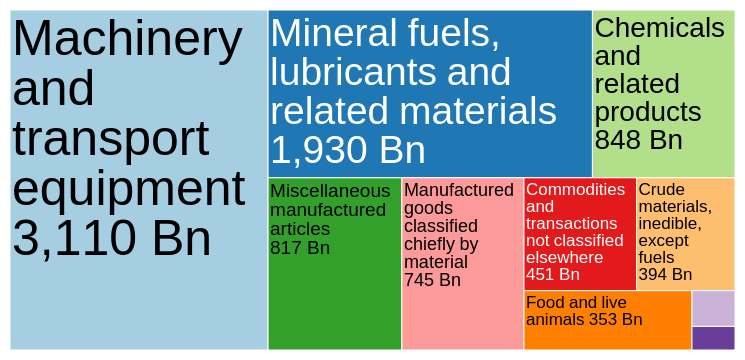 Machinery
and
transport
equipment
3,110 Bn
Mineral fuels,
lubricants and
related materials
1,930 Bn
Chemicals
and
related
products
848 Bn
Miscellaneous
manufactured
articles
817 Bn
Manufactured
goods
classified
chiefly by
material
745 Bn
Commodities
and
transactions
not classified
elsewhere
451 Bn
Crude
materials,
inedible,
except
fuels
394 Bn
Food and live
animals 353 Bn